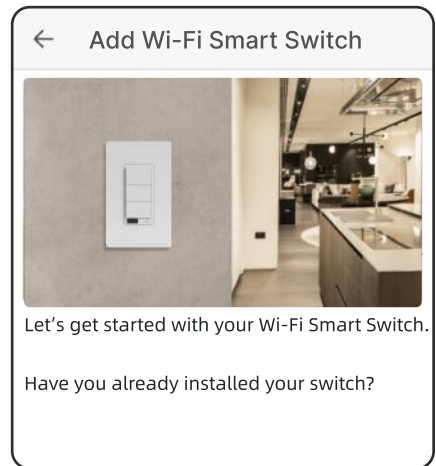 Add Wi-Fi Smart Switch
Let's get started with your Wi-Fi Smart Switch.
Have you already installed your switch?